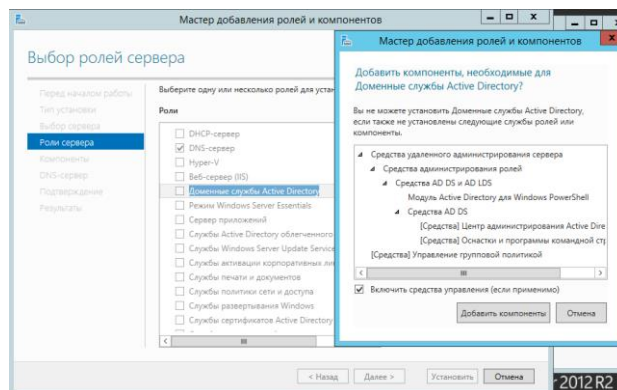 Мастер добавления ролей и компонентов
Выбор ролей сервера
Перед началом работы
Тип установки
Выбор сервера
Роли сервера
Компоненты
DNS-сервер
Подтверждение
Результаты
Выберите одну или несколько ролей для устан
Роли
DHCP-сервер
DNS-сервер
Hyper-V
Веб-сервер (IIS)
Доменные службы Active Directory
Режим Windows Server Essentials
Сервер приложений
Службы Active Directory облегченного
Службы Windows Server Update Service
Службы активации корпоративных ли
Службы печати и документов
Службы политики сети и доступа
Службы развертывания Windows
Службы сертификатов Active Directory
< Назад
Далее >
Установить
Отмена
Мастер добавления ролей и компонентов
Добавить компоненты, необходимые для
Доменные службы Active Directory?
Вы не можете установить Доменные службы Active Directory,
если также не установлены следующие службы ролей или
компоненты.
Средства удаленного администрирования сервера
Средства администрирования ролей
Средства AD DS и AD LDS
Модуль Active Directory для Windows PowerShell
Средства AD DS
[Средства] Центр администрирования Active Dire
[Средства] Оснастки и программы командной стр
[Средства] Управление групповой политикой
Включить средства управления (если применимо)
Добавить компоненты
Отмена
r 2012 R2